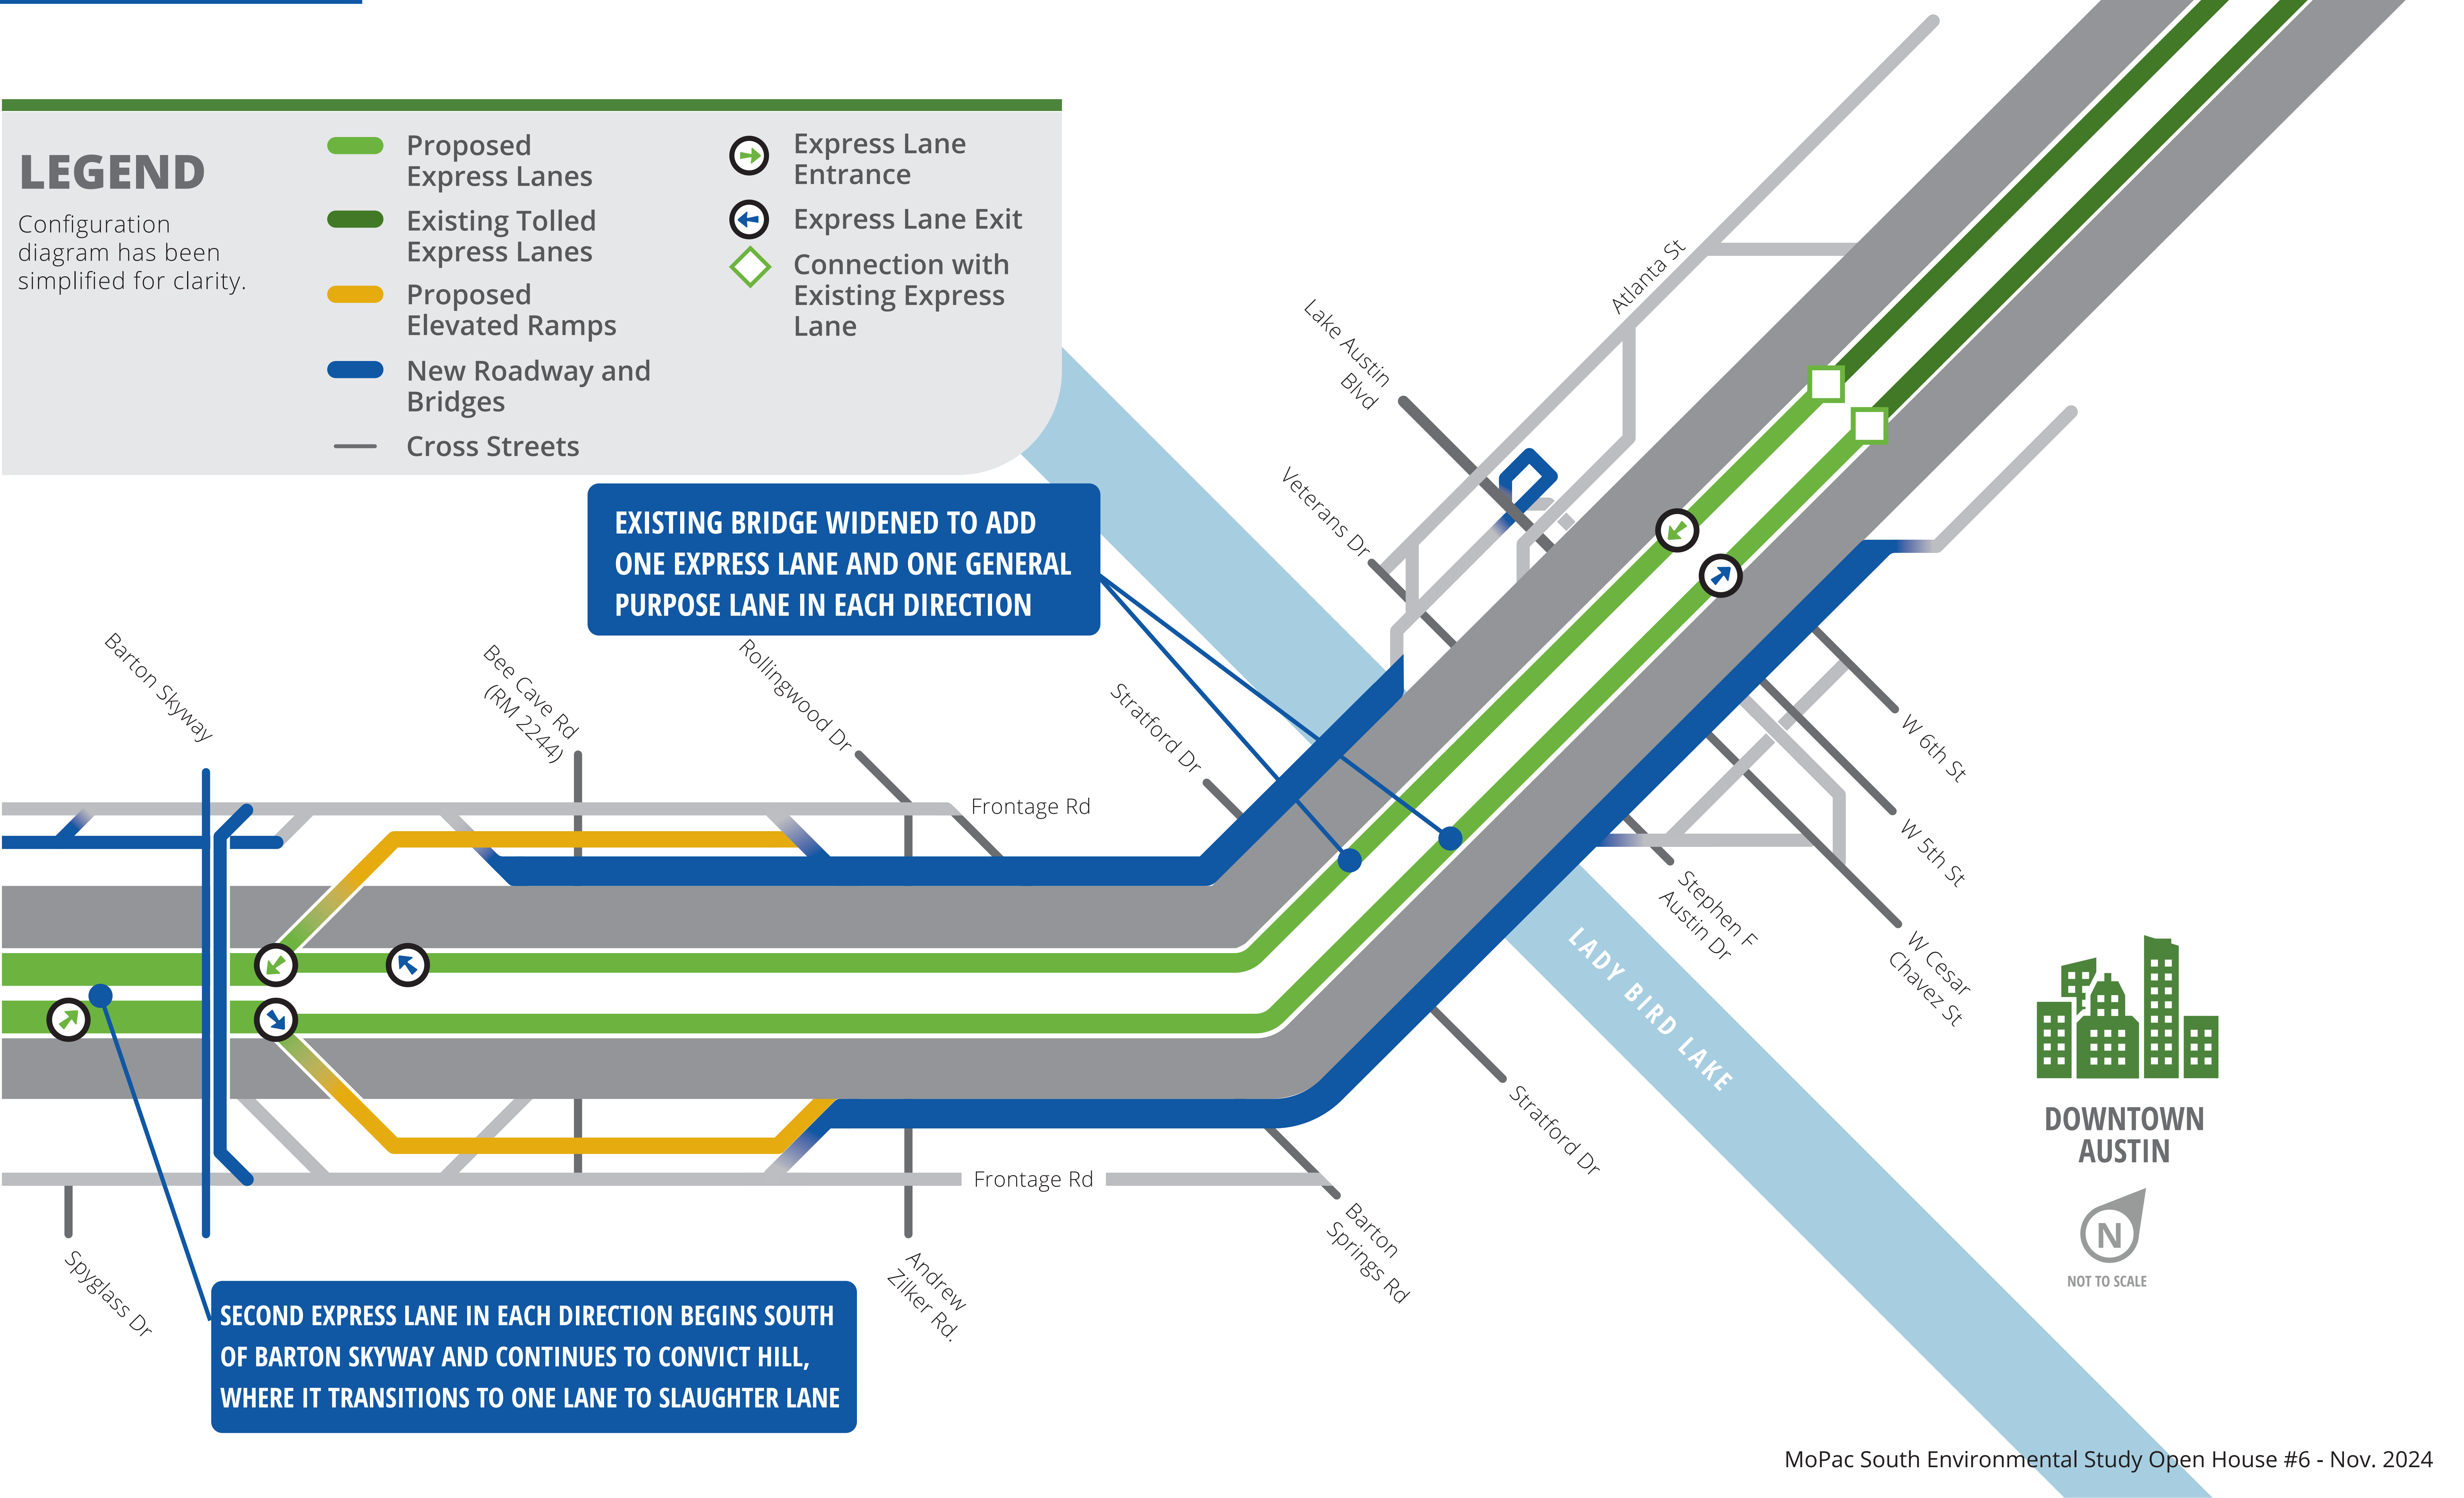 LEGEND
Configuration
diagram has been
simplified for clarity.
Proposed
Express Lanes
Existing Tolled
Express Lanes
Proposed
Elevated Ramps
New Roadway and
Bridges
Cross Streets
Express Lane
Entrance
Express Lane Exit
Connection with
Existing Express
Lane
EXISTING BRIDGE WIDENED TO ADD
ONE EXPRESS LANE AND ONE GENERAL
PURPOSE LANE IN EACH DIRECTION
Atlanta St
Lake Austin
Blvd
Veterans Dr
Barton Skyway
Bee Cave Rd
(RM 2244)
Rollingwood Dr
Stratford Dr
Frontage Rd
W 6th St
W 5th St
Stephen F
Austin Dr
W Cesar
Chavez St
LADY BIRD LAKE
Stratford Dr
Frontage Rd
Barton
Springs Rd
Spyglass Dr
Andrew
Zilker Rd.
SECOND EXPRESS LANE IN EACH DIRECTION BEGINS SOUTH
OF BARTON SKYWAY AND CONTINUES TO CONVICT HILL,
WHERE IT TRANSITIONS TO ONE LANE TO SLAUGHTER LANE
DOWNTOWN
AUSTIN
N
NOT TO SCALE
MoPac South Environmental Study Open House #6 - Nov. 2024